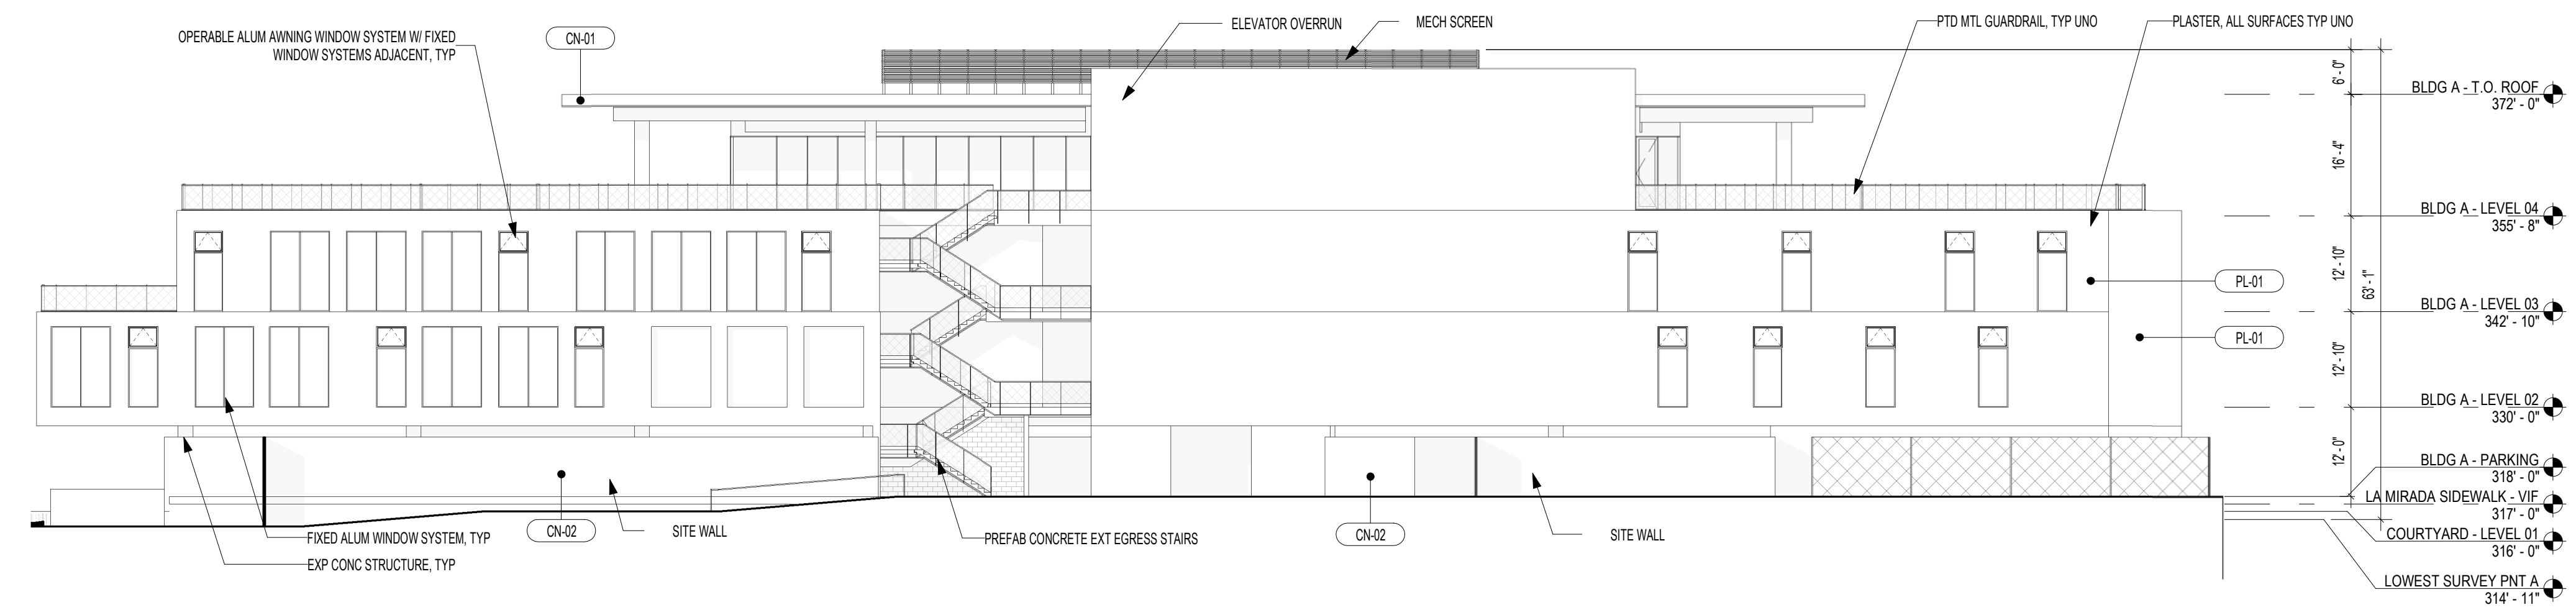 ELEVATOR OVERRUN
MECH SCREEN
PTD MTL GUARDRAIL, TYP UNO
PLASTER, ALL SURFACES TYP UNO
OPERABLE ALUM AWNING WINDOW SYSTEM W/ FIXED
WINDOW SYSTEMS ADJACENT, TYP
CN-01
6' - 0"
BLDG A - T.O. ROOF
372' - 0"
16' - 4"
BLDG A - LEVEL 04
355' - 8"
12' - 10"
63' - 1"
PL-01
BLDG A - LEVEL 03
342' - 10"
PL-01
12' - 10"
BLDG A - LEVEL 02
330' - 0"
12' - 0"
BLDG A - PARKING
318' - 0"
LA MIRADA SIDEWALK - VIF
317' - 0"
CN-02
SITE WALL
CN-02
SITE WALL
FIXED ALUM WINDOW SYSTEM, TYP
PREFAB CONCRETE EXT EGRESS STAIRS
COURTYARD - LEVEL 01
316' - 0"
EXP CONC STRUCTURE, TYP
LOWEST SURVEY PNT A
314' - 11"